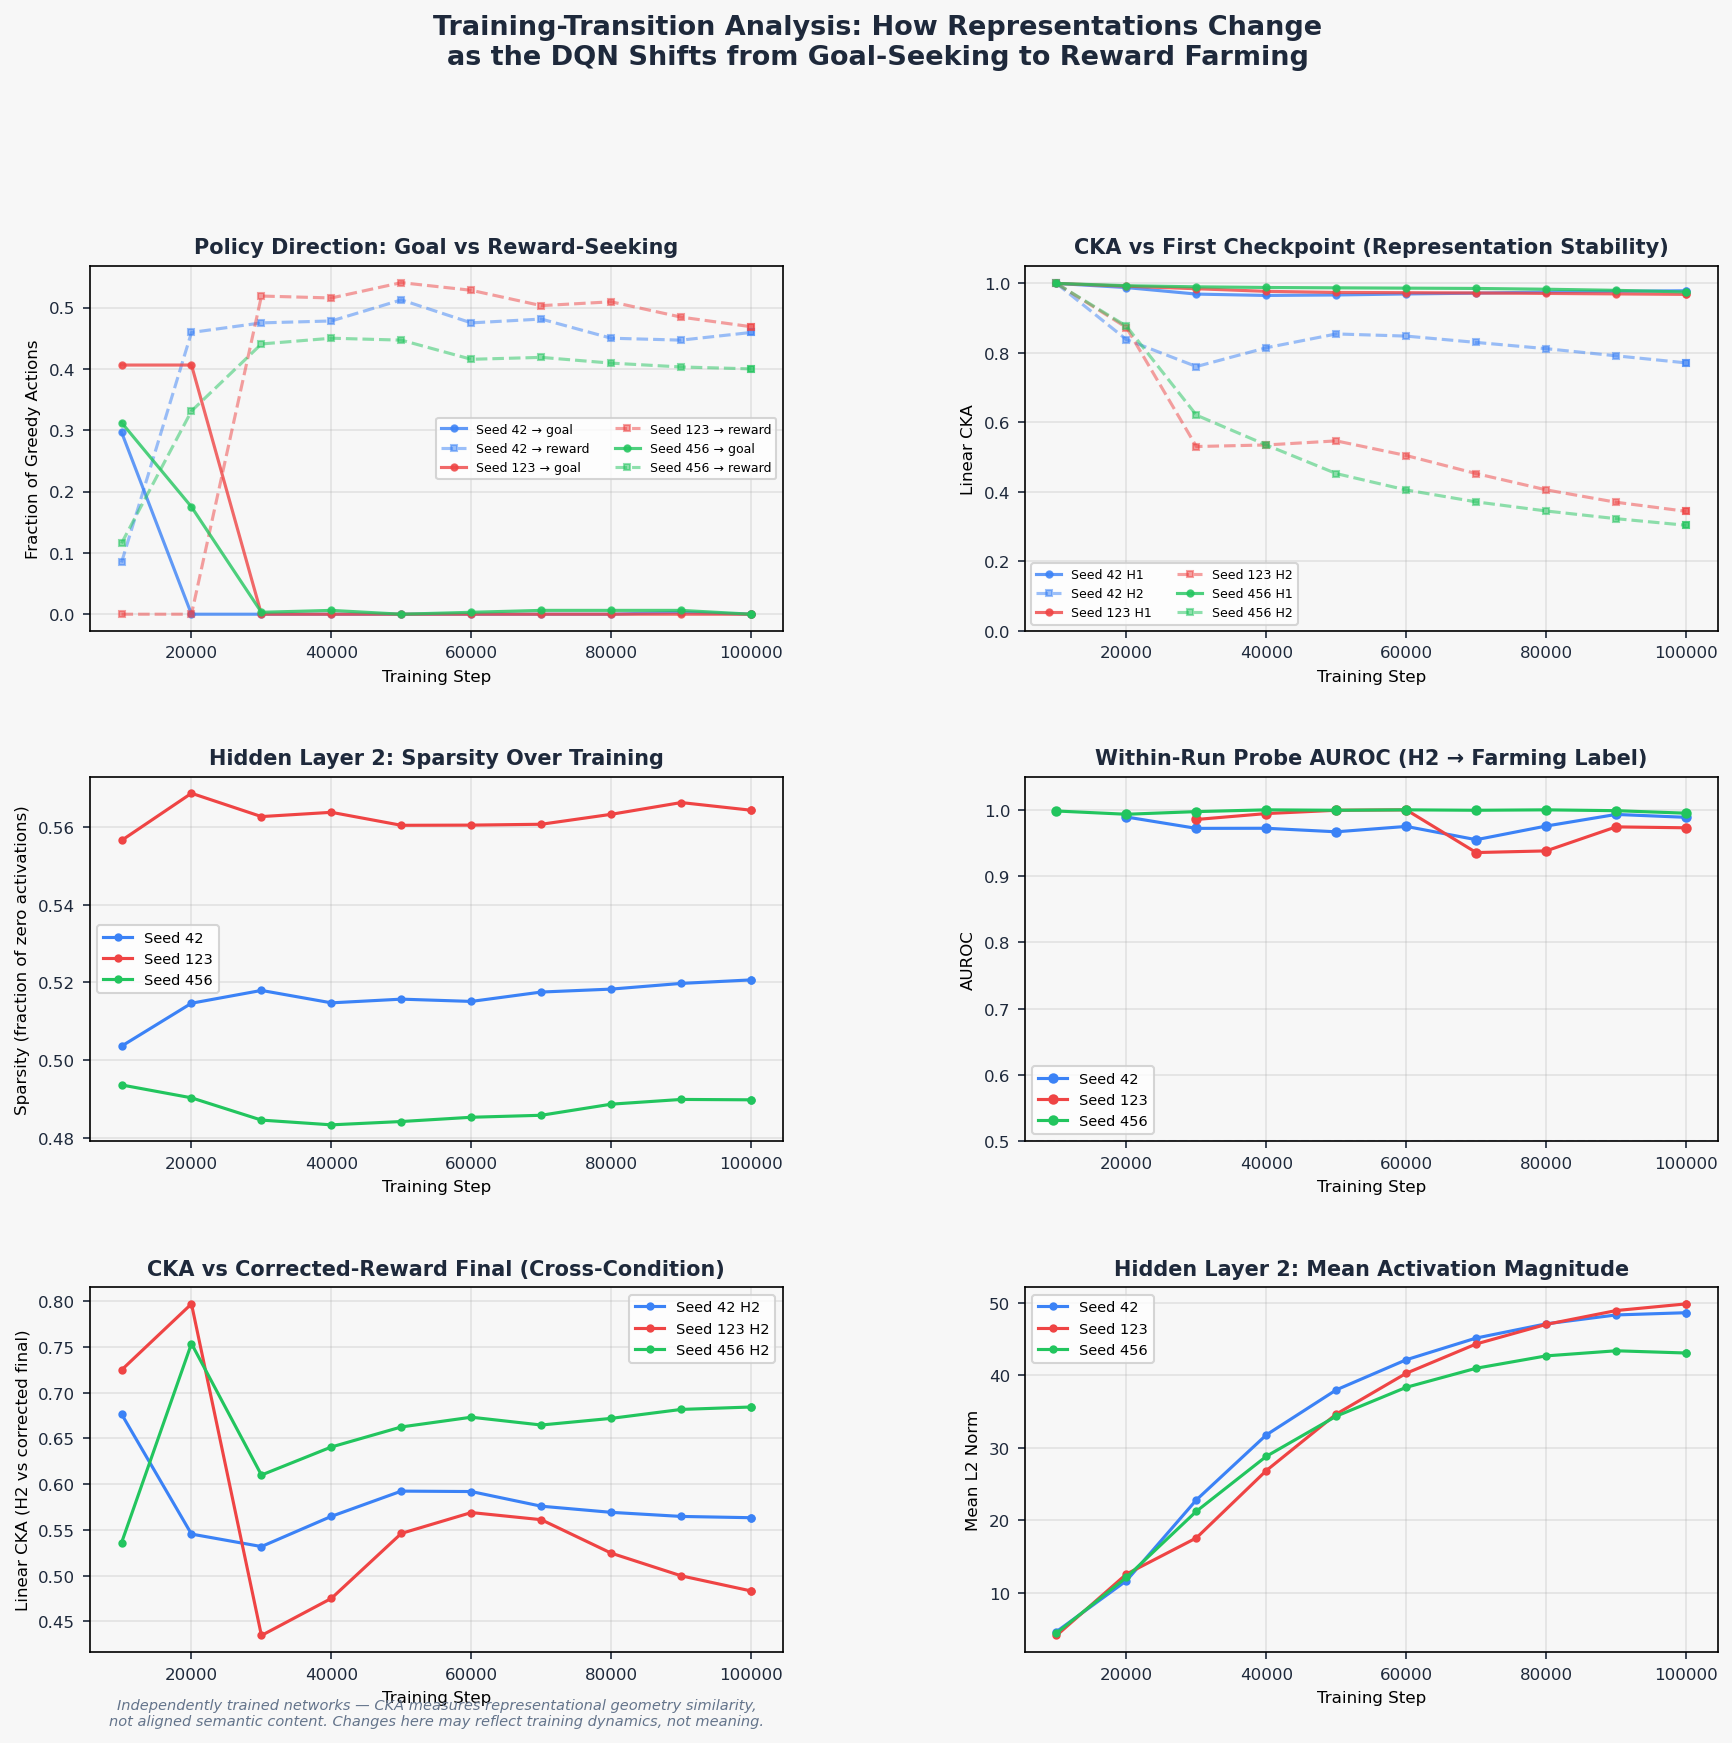 Training-Transition Analysis: How Representations Change
as the DQN Shifts from Goal-Seeking to Reward Farming
Policy Direction: Goal vs Reward-Seeking
Fraction of Greedy Actions
0.5
0.4
0.3
0.2
0.1
0.0
Seed 42 → goal
Seed 42 → reward
Seed 123 → goal
Seed 123 → reward
Seed 456 → goal
Seed 456 → reward
20000 40000 60000 80000 100000
Training Step
CKA vs First Checkpoint (Representation Stability)
Linear CKA
1.0
0.8
0.6
0.4
0.2
0.0
Seed 42 H1
Seed 42 H2
Seed 123 H1
Seed 123 H2
Seed 456 H1
Seed 456 H2
20000 40000 60000 80000 100000
Training Step
Hidden Layer 2: Sparsity Over Training
Sparsity (fraction of zero activations)
0.56
0.54
0.52
0.50
0.48
Seed 42
Seed 123
Seed 456
20000 40000 60000 80000 100000
Training Step
Within-Run Probe AUROC (H2 → Farming Label)
AUROC
1.0
0.9
0.8
0.7
0.6
0.5
Seed 42
Seed 123
Seed 456
20000 40000 60000 80000 100000
Training Step
CKA vs Corrected-Reward Final (Cross-Condition)
Linear CKA (H2 vs corrected final)
0.80
0.75
0.70
0.65
0.60
0.55
0.50
0.45
Seed 42 H2
Seed 123 H2
Seed 456 H2
20000 40000 60000 80000 100000
Training Step
Independently trained networks — CKA measures representational geometry similarity,
not aligned semantic content. Changes here may reflect training dynamics, not meaning.
Hidden Layer 2: Mean Activation Magnitude
Mean L2 Norm
50
40
30
20
10
Seed 42
Seed 123
Seed 456
20000 40000 60000 80000 100000
Training Step